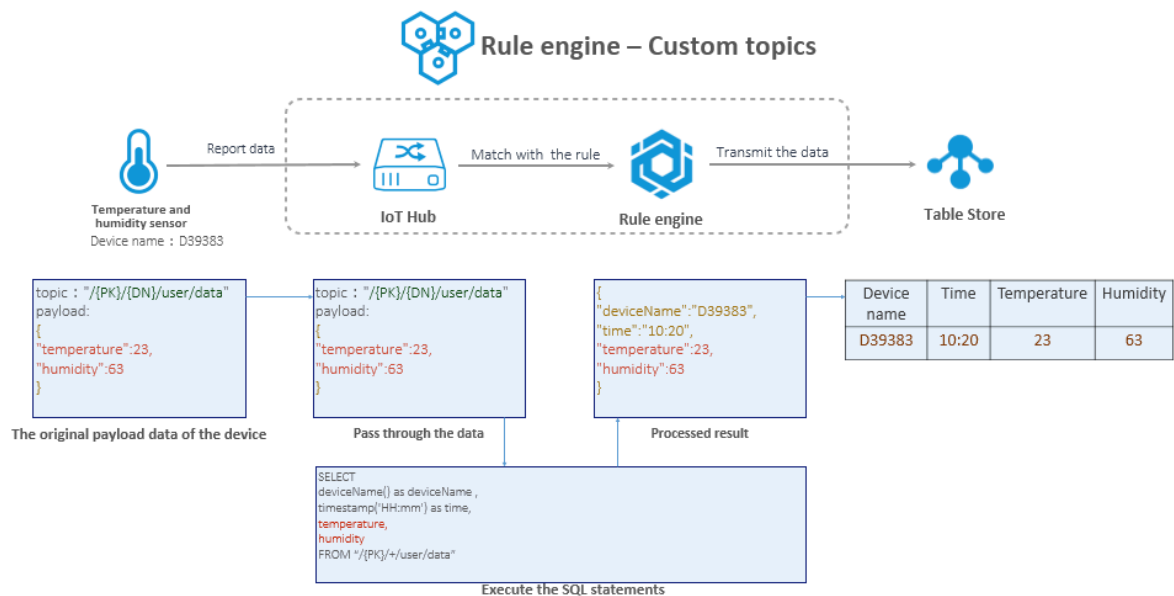 Rule engine – Custom topics
Report data
Match with the rule
Transmit the data
Temperature and
humidity sensor
Device name：D39383
IoT Hub
Rule engine
Table Store
topic："/{PK}/{DN}/user/data"
payload:
{
"temperature":23,
"humidity":63
}
The original payload data of the device
topic："/{PK}/{DN}/user/data"
payload:
{
"temperature":23,
"humidity":63
}
Pass through the data
{
"deviceName":"D39383",
"time":"10:20",
"temperature":23,
"humidity":63
}
Processed result
Device name Time Temperature Humidity
D39383 10:20 23 63
SELECT
deviceName() as deviceName ,
timestamp('HH:mm') as time,
temperature,
humidity
FROM “/{PK}/+/user/data”
Execute the SQL statements